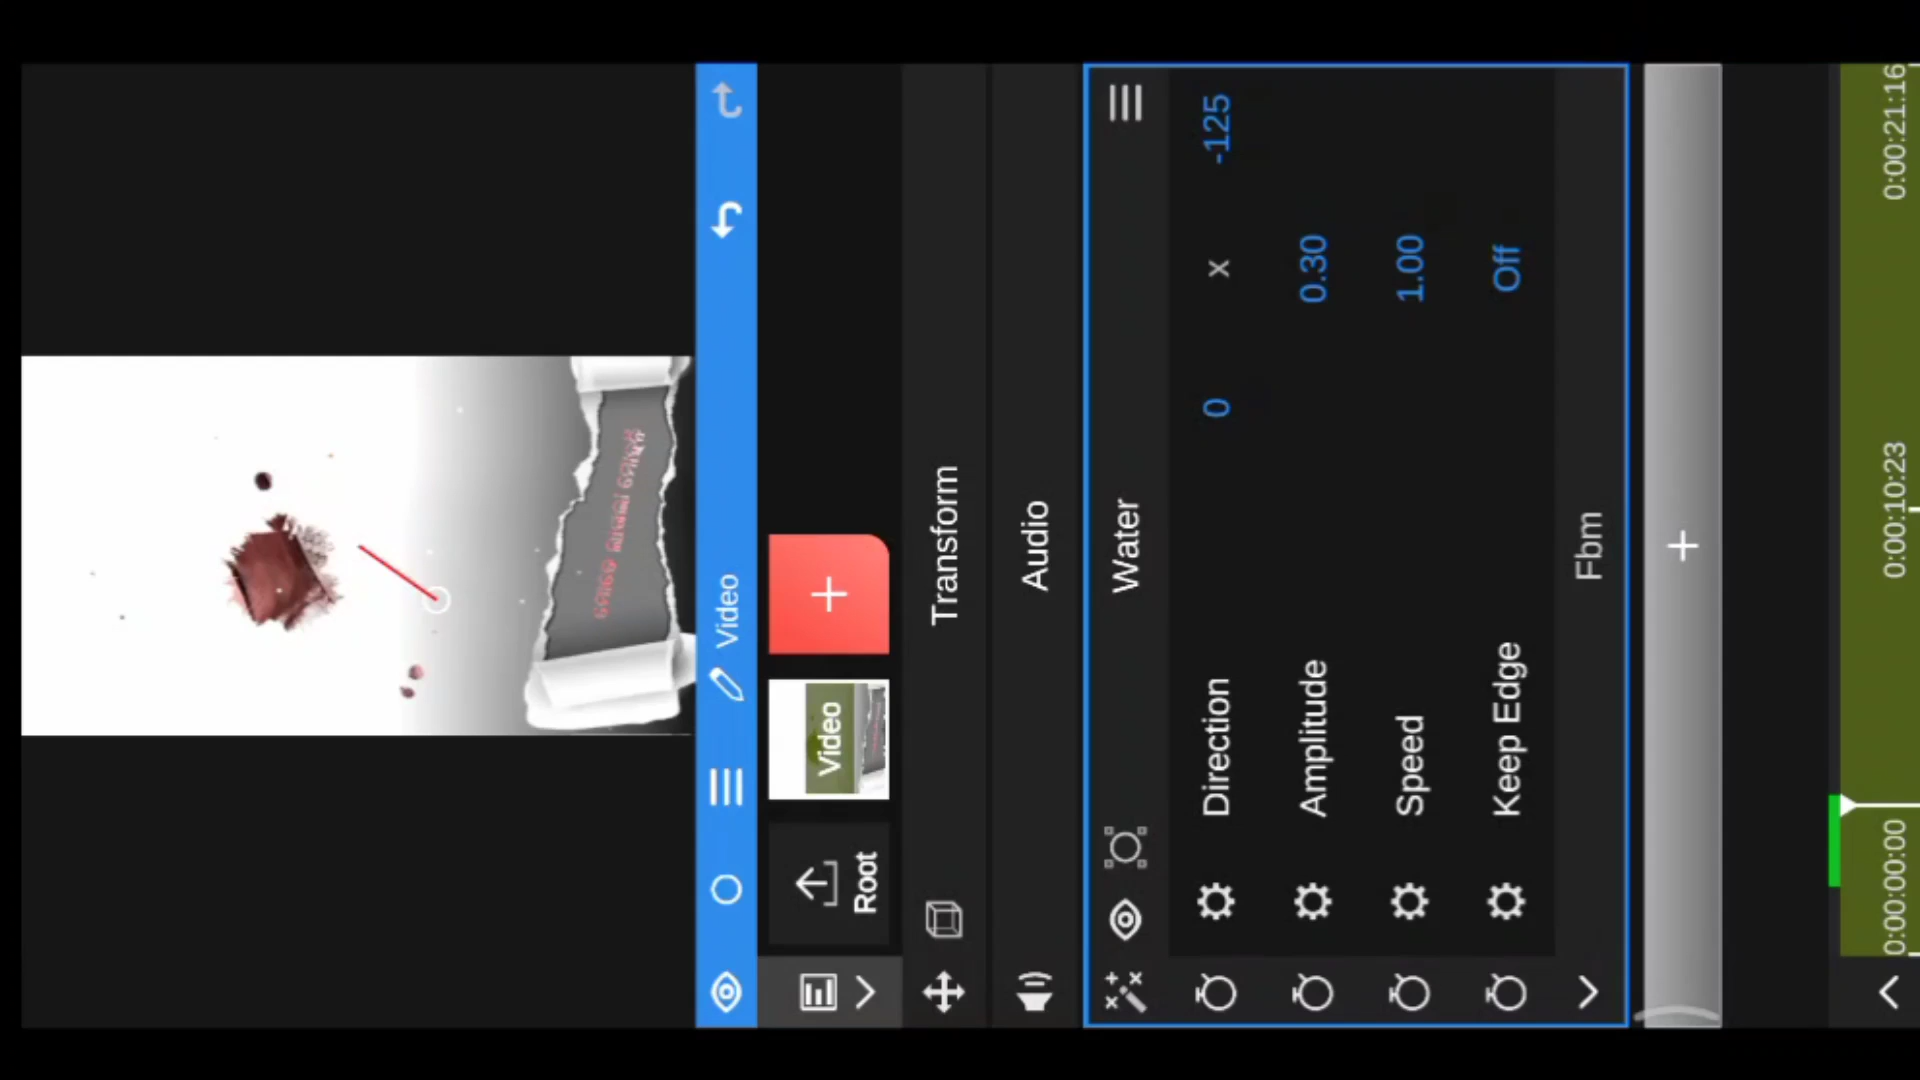 Video
Video
Root
Transform
Audio
Water
Direction 0 x -125
Amplitude 0.30
Speed 1.00
Keep Edge Off
Fbm
+
0:00:00:00 0:00:10:23 0:00:21:16